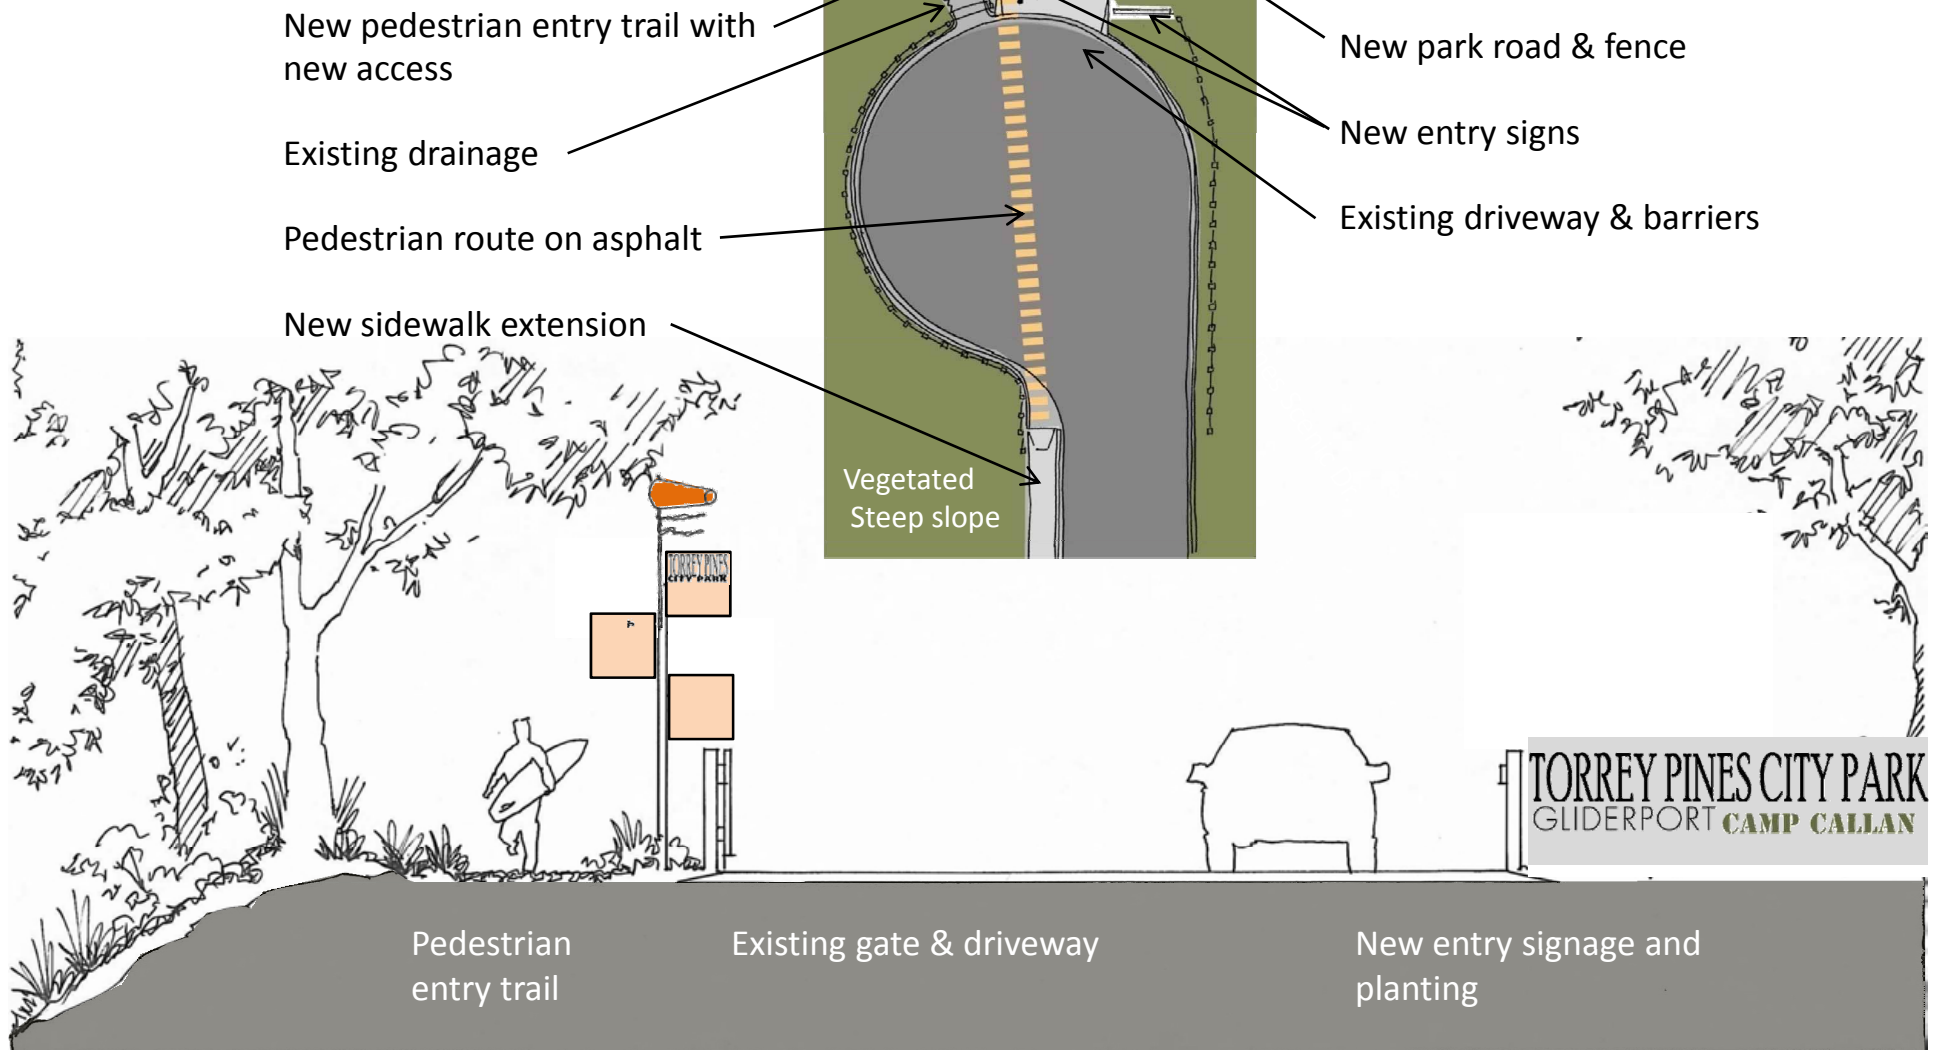 New pedestrian entry trail with
new access
Existing drainage
Pedestrian route on asphalt
New sidewalk extension
New park road & fence
New entry signs
Existing driveway & barriers
Vegetated
Steep slope
TORREY PINES
CITY PARK
TORREY PINES CITY PARK
GLIDERPORT CAMP CALLAN
Pedestrian
entry trail
Existing gate & driveway
New entry signage and
planting